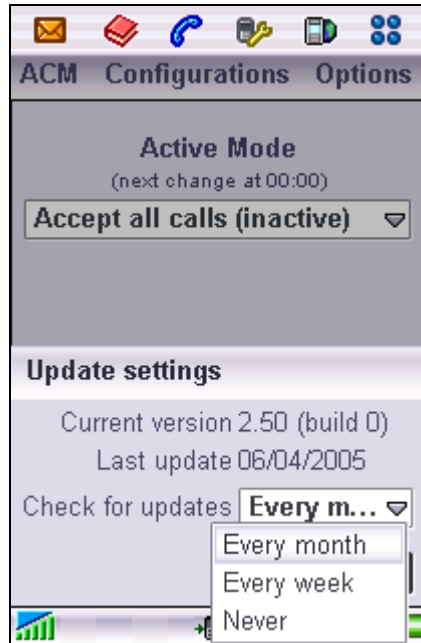 ACM Configurations Options
Active Mode
(next change at 00:00)
Accept all calls (inactive)
Update settings
Current version 2.50 (build 0)
Last update 06/04/2005
Check for updates Every m...
Every month
Every week
Never